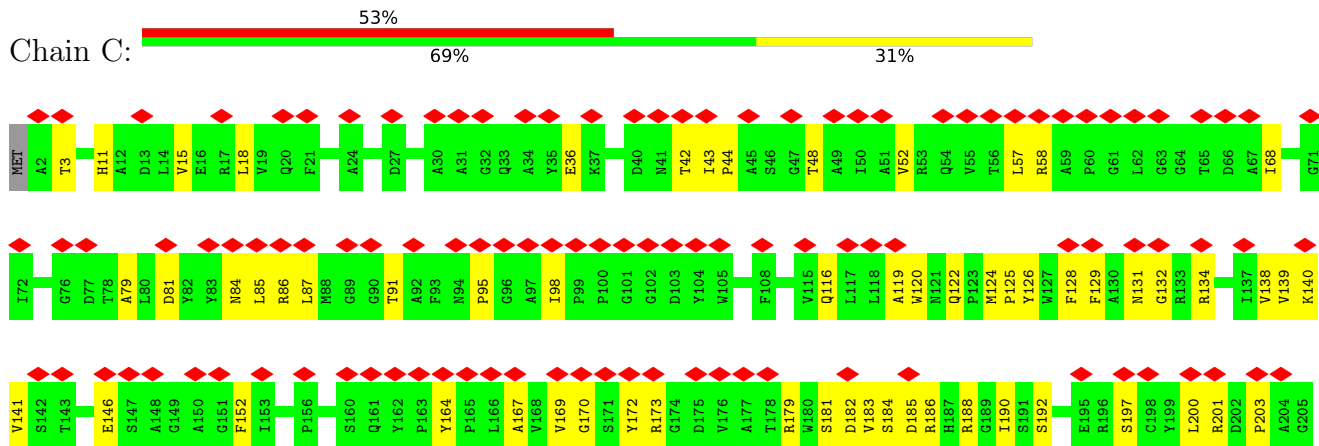 53%
Chain C:
69% 31%
MET A2 T3 H11 A12 D13 L14 V15 E16 R17 L18 V19 Q20 F21 A24 D27 A30 A31 G32 Q33 A34 Y35 E36 K37 D40 N41 T42 I43 P44 A45 S46 G47 T48 A49 I50 A51 V52 R53 Q54 V55 T56 L57 R58 A59 P60 G61 L62 G63 G64 T65 D66 A67 I68 G71
I72 G76 D77 T78 A79 L80 D81 Y82 Y83 N84 L85 R86 L87 M88 G89 G90 T91 A92 F93 N94 P95 G96 A97 I98 P99 P100 G101 G102 D103 Y104 W105 F108 V115 Q116 L117 L118 A119 W120 N121 Q122 P123 M124 P125 Y126 W127 F128 F129 A130 N131 G132 R133 R134 I137 V138 V139 K140
V141 S142 T143 E146 S147 A148 G149 A150 G151 F152 I153 P156 S160 Q161 Y162 P163 Y164 P165 L166 A167 V168 V169 G170 S171 Y172 R173 G174 D175 V176 A177 T178 R179 W180 S181 D182 V183 S184 D185 R186 H187 R188 G189 I190 S191 S192 E195 R196 S197 C198 Y199 L200 R201 D202 P203 A204 G205